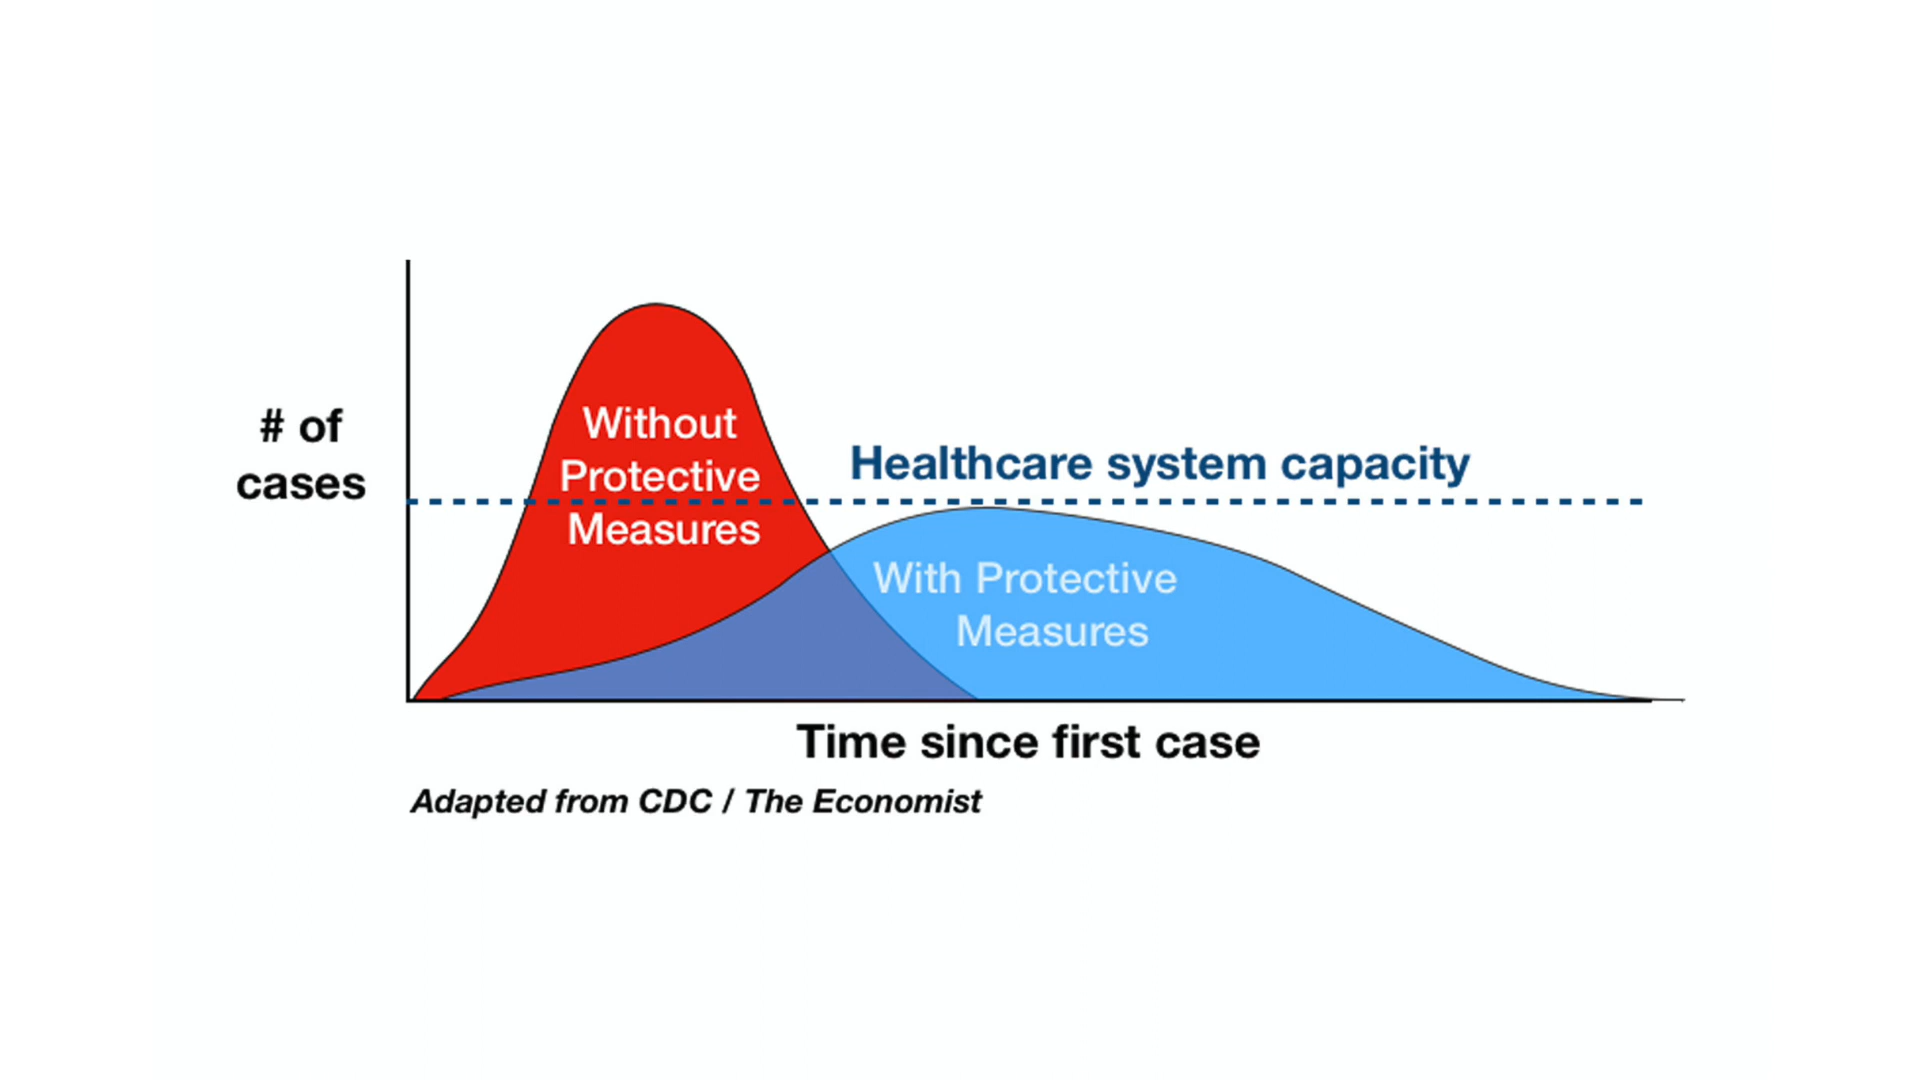 # of
cases
Without
Protective
Measures
Healthcare system capacity
With Protective
Measures
Time since first case
Adapted from CDC / The Economist